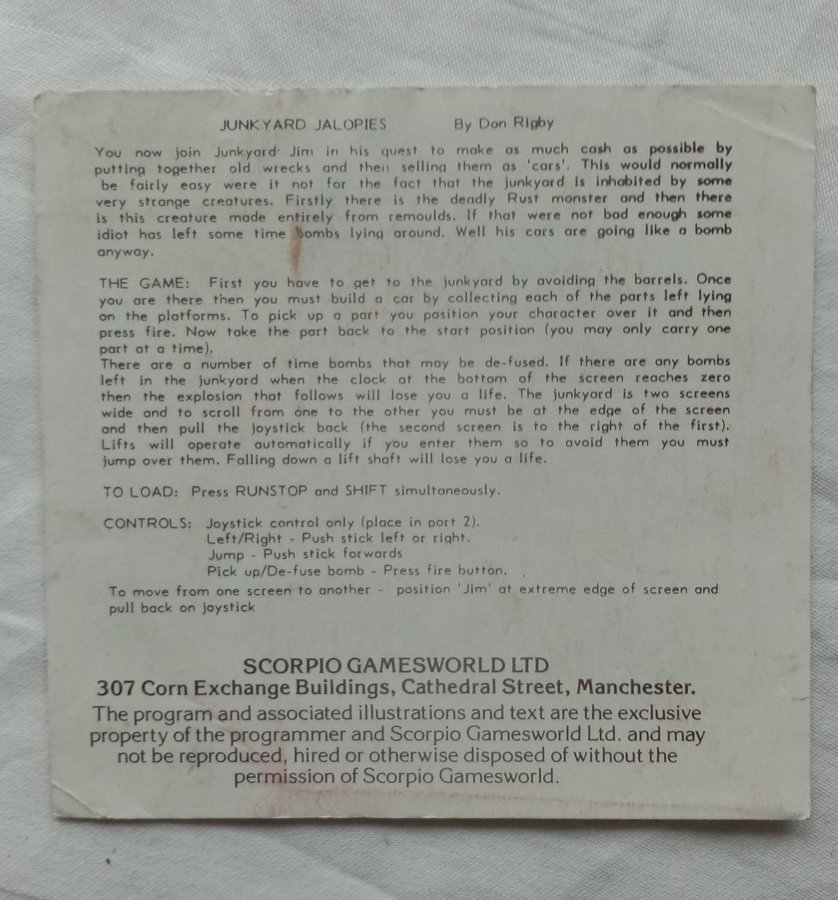 JUNKYARD JALOPIES By Don Rigby
You now join Junkyard Jim in his quest to make as much cash as possible by
putting together old wrecks and then selling them as 'cars'. This would normally
be fairly easy were it not for the fact that the junkyard is inhabited by some
very strange creatures. Firstly there is the deadly Rust monster and then there
is this creature made entirely from remoulds. If that were not bad enough some
idiot has left some time bombs lying around. Well his cars are going like a bomb
anyway.
THE GAME: First you have to get to the junkyard by avoiding the barrels. Once
you are there then you must build a car by collecting each of the parts left lying
on the platforms. To pick up a part you position your character over it and then
press fire. Now take the part back to the start position (you may only carry one
part at a time).
There are a number of time bombs that may be de-fused. If there are any bombs
left in the junkyard when the clock at the bottom of the screen reaches zero
then the explosion that follows will lose you a life. The junkyard is two screens
wide and to scroll from one to the other you must be at the edge of the screen
and then pull the joystick back (the second screen is to the right of the first).
Lifts will operate automatically if you enter them so to avoid them you must
jump over them. Falling down a lift shaft will lose you a life.
TO LOAD: Press RUNSTOP and SHIFT simultaneously.
CONTROLS: Joystick control only (place in port 2).
Left/Right - Push stick left or right.
Jump - Push stick forwards
Pick up/De-fuse bomb - Press fire button.
To move from one screen to another - position 'Jim' at extreme edge of screen and
pull back on joystick
SCORPIO GAMESWORLD LTD
307 Corn Exchange Buildings, Cathedral Street, Manchester.
The program and associated illustrations and text are the exclusive
property of the programmer and Scorpio Gamesworld Ltd. and may
not be reproduced, hired or otherwise disposed of without the
permission of Scorpio Gamesworld.